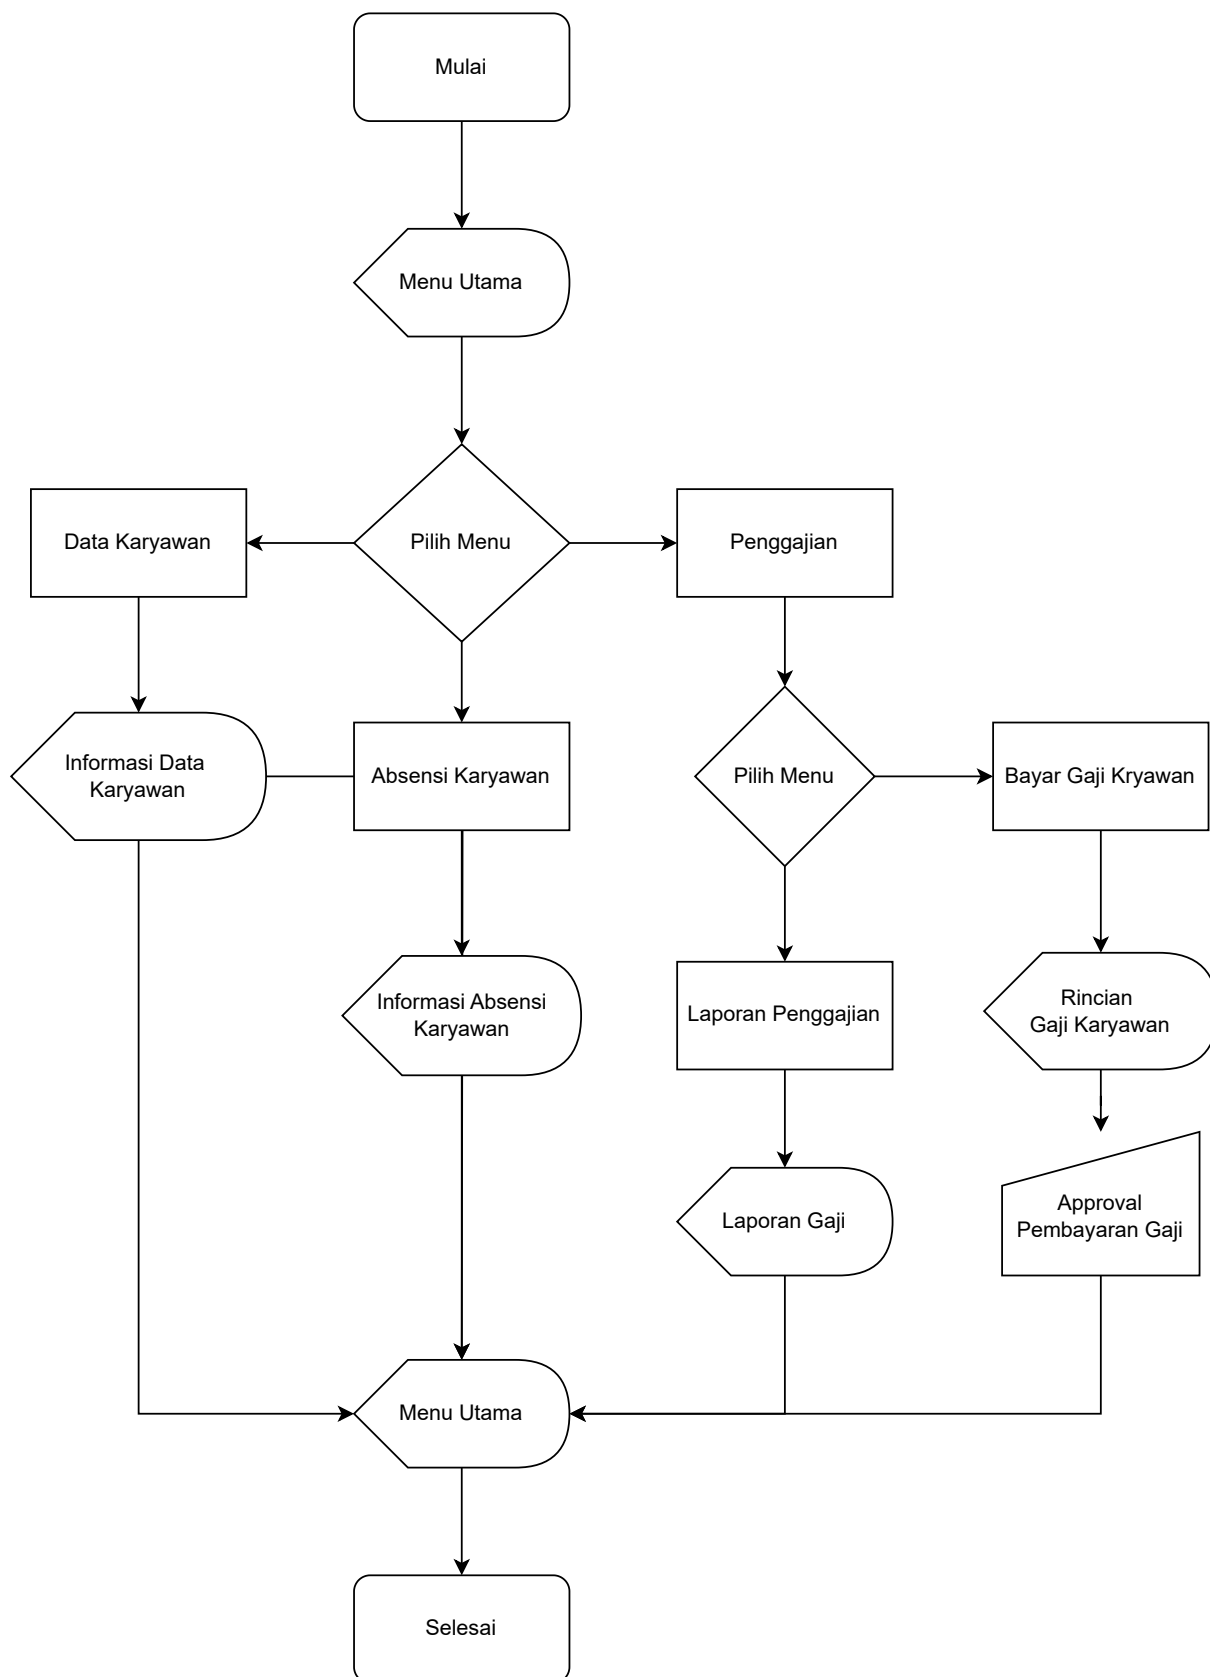 Mulai
Menu Utama
Data Karyawan
Pilih Menu
Penggajian
Informasi Data
Karyawan
Absensi Karyawan
Pilih Menu
Bayar Gaji Kryawan
Informasi Absensi
Karyawan
Laporan Penggajian
Rincian
Gaji Karyawan
Laporan Gaji
Approval
Pembayaran Gaji
Menu Utama
Selesai